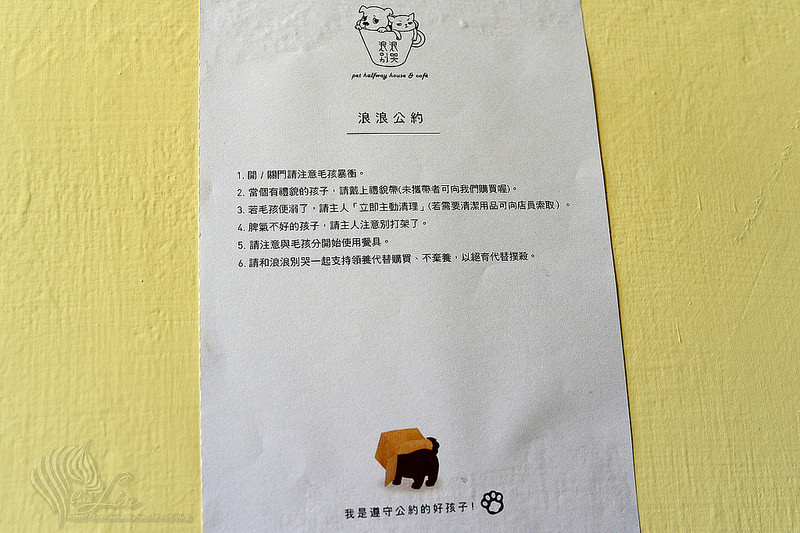 浪浪
別哭
pet halfway house & café
浪浪公約
1. 開 / 關門請注意毛孩暴衝。
2. 當個有禮貌的孩子，請戴上禮貌帶(未攜帶者可向我們購買喔)。
3. 若毛孩便溺了，請主人「立即主動清理」(若需要清潔用品可向店員索取) 。
4. 脾氣不好的孩子，請主人注意別打架了。
5. 請注意與毛孩分開始使用餐具。
6. 請和浪浪別哭一起支持領養代替購買、不棄養，以絕育代替撲殺。
我是遵守公約的好孩子!